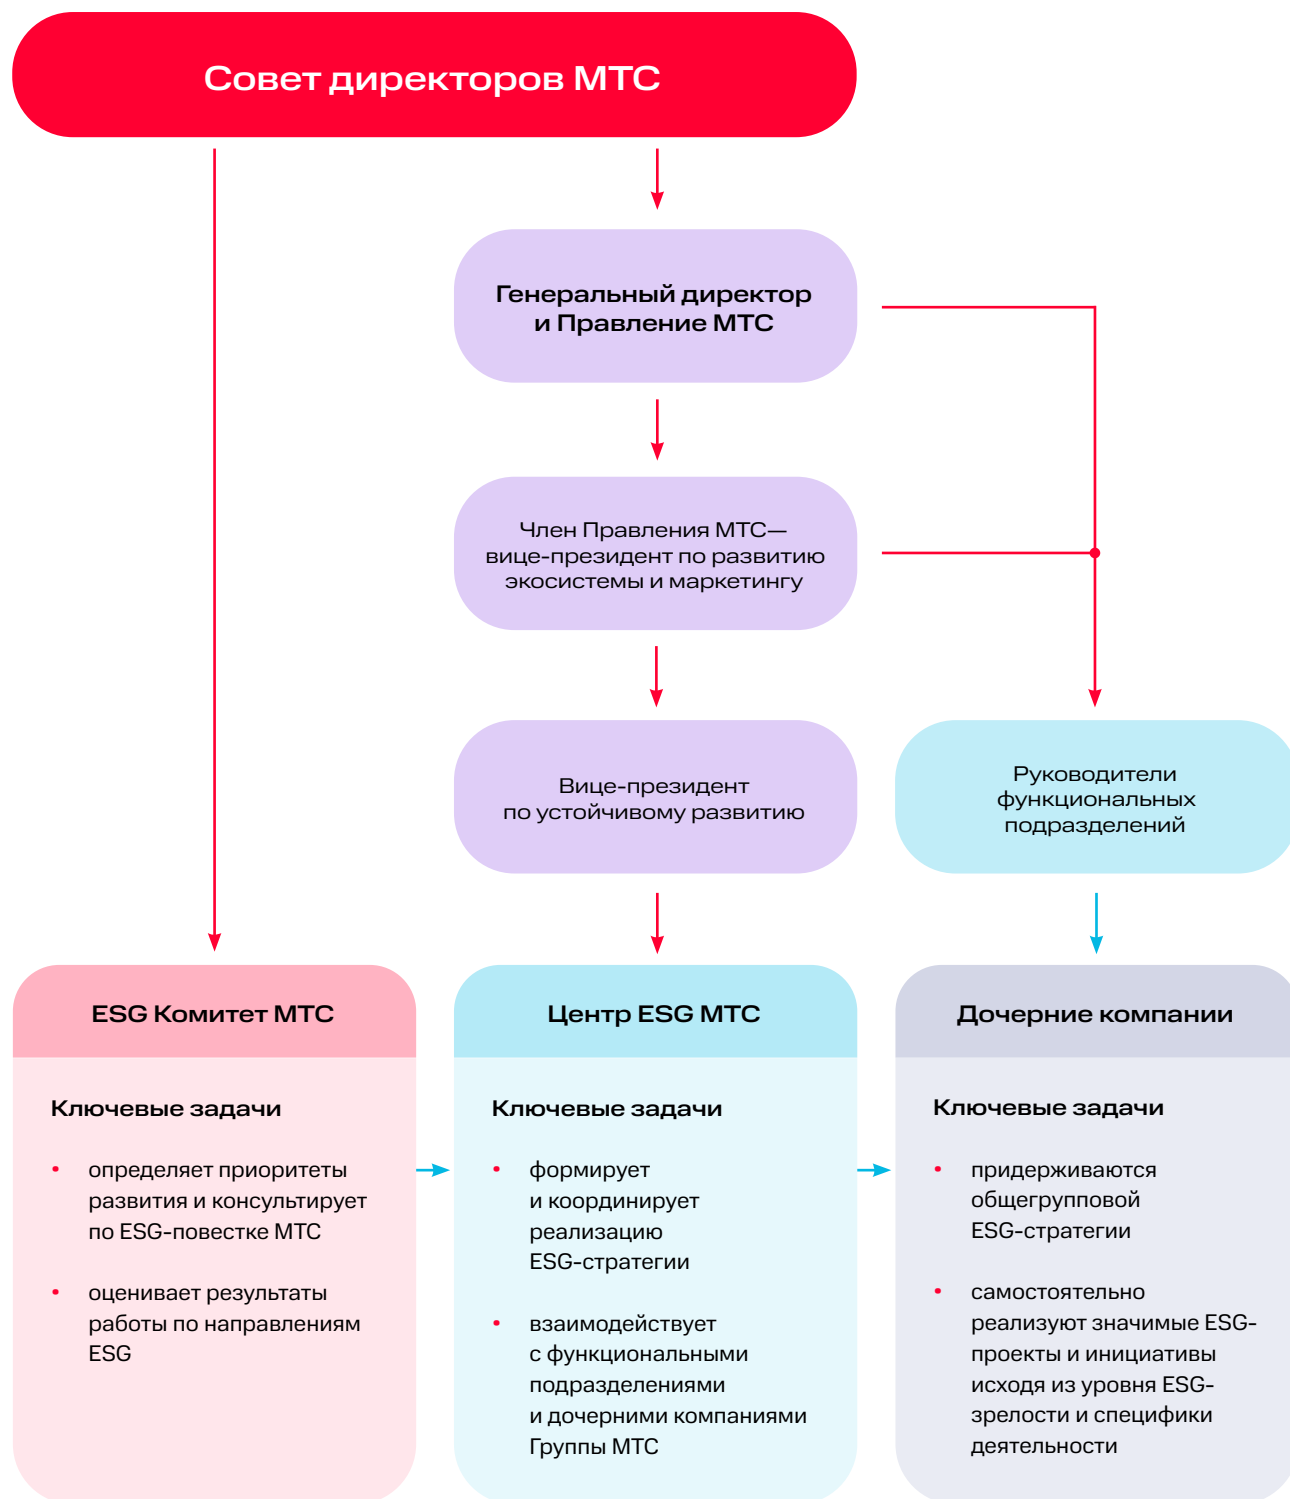 Совет директоров МТС
Генеральный директор
и Правление МТС
Член Правления МТС—
вице-президент по развитию
экосистемы и маркетингу
Вице-президент
по устойчивому развитию
Руководители
функциональных
подразделений
ESG Комитет МТС
Ключевые задачи
• определяет приоритеты
развития и консультирует
по ESG-повестке МТС
• оценивает результаты
работы по направлениям
ESG
Центр ESG МТС
Ключевые задачи
• формирует
и координирует
реализацию
ESG-стратегии
• взаимодействует
с функциональными
подразделениями
и дочерними компаниями
Группы МТС
Дочерние компании
Ключевые задачи
• придерживаются
общегрупповой
ESG-стратегии
• самостоятельно
реализуют значимые ESG-
проекты и инициативы
исходя из уровня ESG-
зрелости и специфики
деятельности